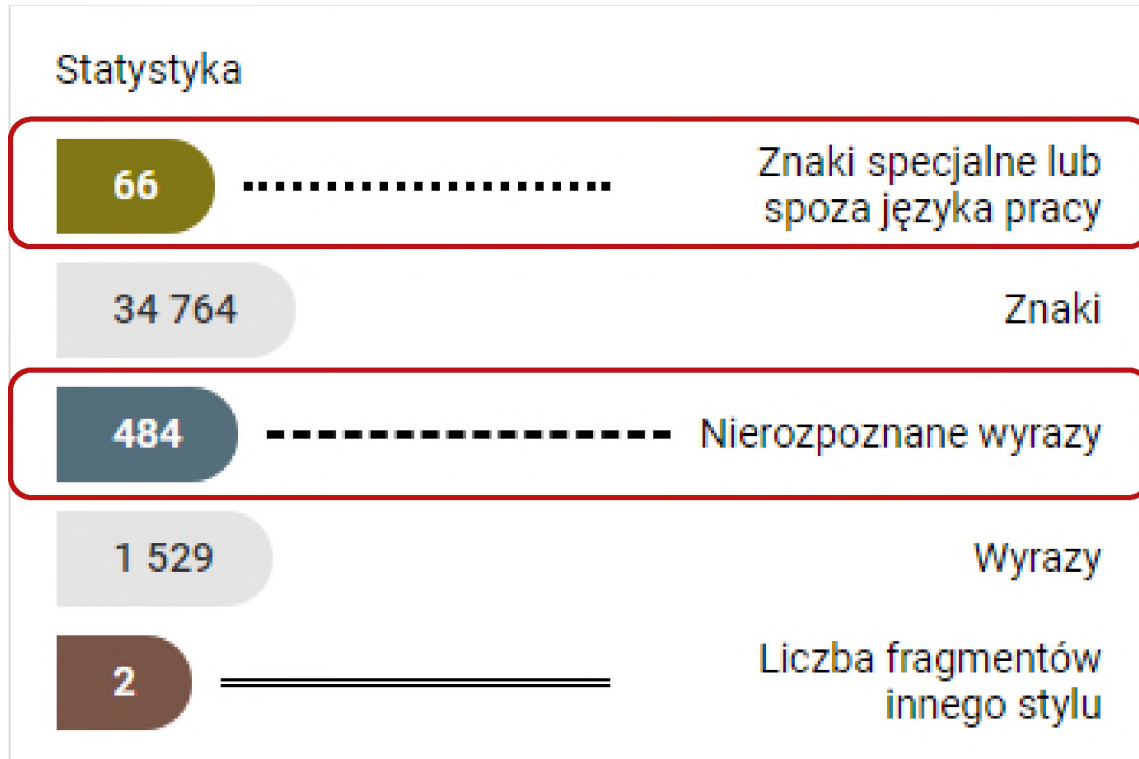 Statystyka
66
Znaki specjalne lub
spoza języka pracy
34 764
Znaki
484
Nierozpoznane wyrazy
1 529
Wyrazy
2
Liczba fragmentów
innego stylu